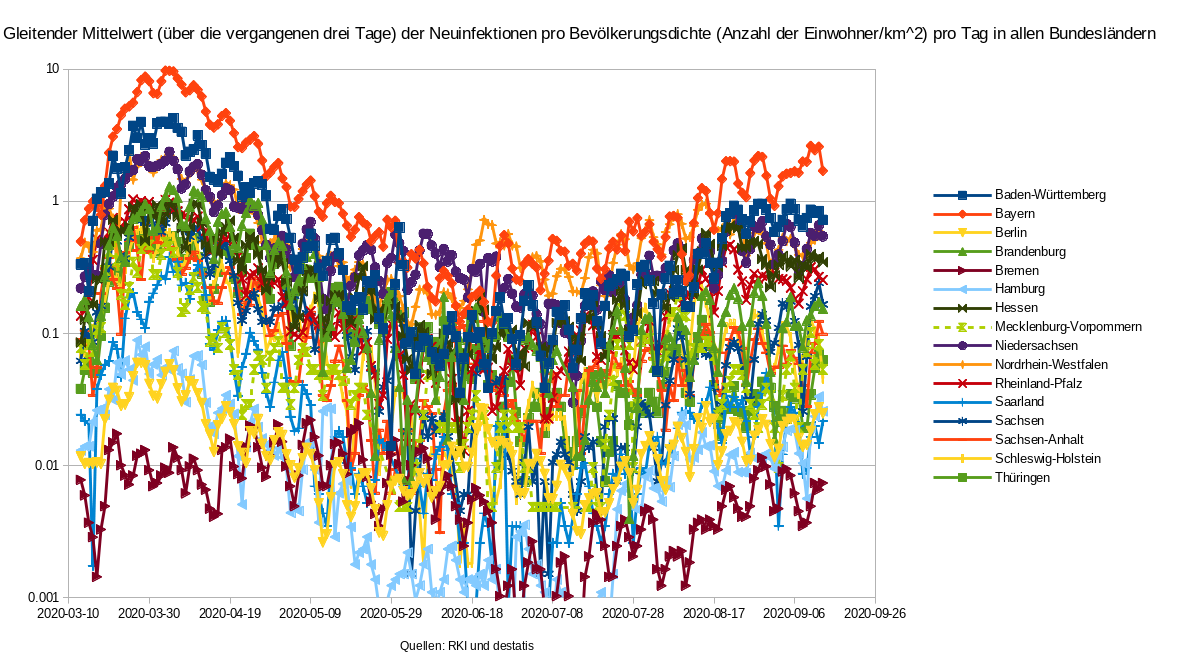 Gleitender Mittelwert (über die vergangenen drei Tage) der Neuinfektionen pro Bevölkerungsdichte (Anzahl der Einwohner/km^2) pro Tag in allen Bundesländern
10
1
0.1
0.01
0.001
2020-03-10 2020-03-30 2020-04-19 2020-05-09 2020-05-29 2020-06-18 2020-07-08 2020-07-28 2020-08-17 2020-09-06 2020-09-26
Quellen: RKI und destatis
Baden-Württemberg
Bayern
Berlin
Brandenburg
Bremen
Hamburg
Hessen
Mecklenburg-Vorpommern
Niedersachsen
Nordrhein-Westfalen
Rheinland-Pfalz
Saarland
Sachsen
Sachsen-Anhalt
Schleswig-Holstein
Thüringen